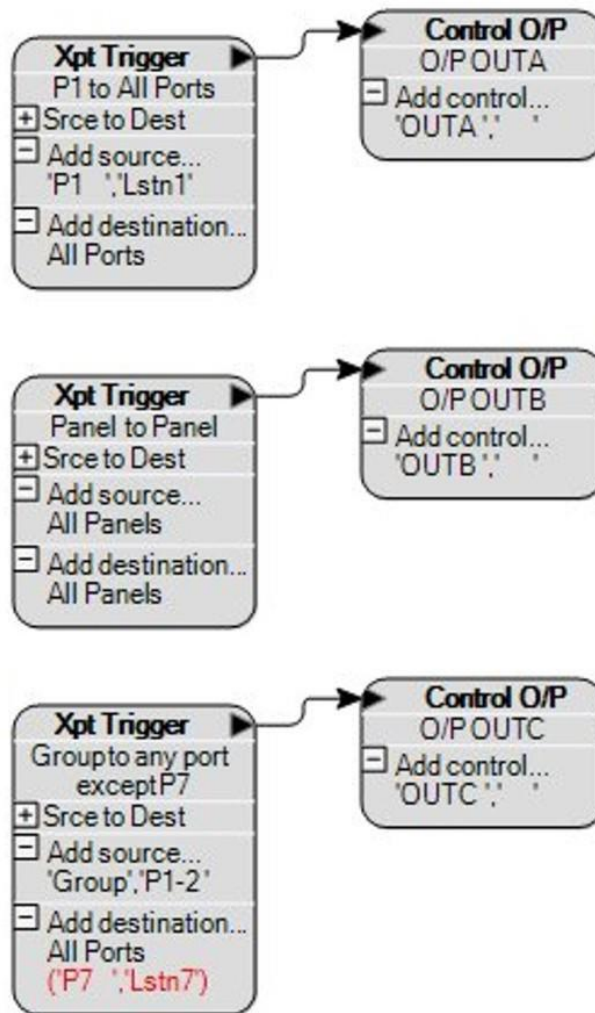 Xpt Trigger
P1 to All Ports
+ Srce to Dest
- Add source...
'P1   ','Lstn1'
- Add destination...
All Ports
Control O/P
O/P OUTA
- Add control...
'OUTA ','     '
Xpt Trigger
Panel to Panel
+ Srce to Dest
- Add source...
All Panels
- Add destination...
All Panels
Control O/P
O/P OUTB
- Add control...
'OUTB ','     '
Xpt Trigger
Group to any port
except P7
+ Srce to Dest
- Add source...
'Group','P1-2 '
- Add destination...
All Ports
('P7   ','Lstn7')
Control O/P
O/P OUTC
- Add control...
'OUTC ','     '